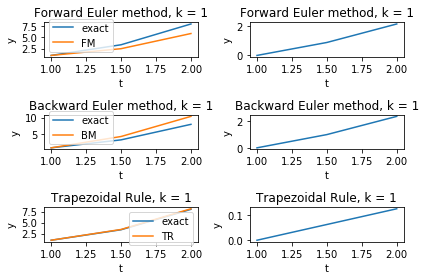 Forward Euler method, k = 1
7.5
5.0
2.5
y
exact
FM
1.00 1.25 1.50 1.75 2.00
t
Forward Euler method, k = 1
2
0
y
1.00 1.25 1.50 1.75 2.00
t
Backward Euler method, k = 1
10
5
y
exact
BM
1.00 1.25 1.50 1.75 2.00
t
Backward Euler method, k = 1
2
0
y
1.00 1.25 1.50 1.75 2.00
t
Trapezoidal Rule, k = 1
7.5
5.0
2.5
y
exact
TR
1.00 1.25 1.50 1.75 2.00
t
Trapezoidal Rule, k = 1
0.1
0.0
y
1.00 1.25 1.50 1.75 2.00
t